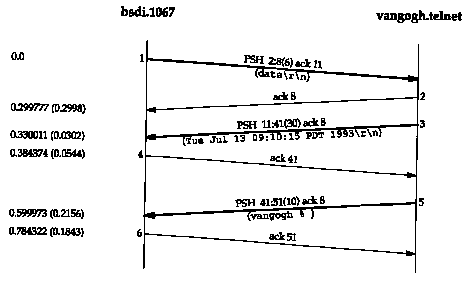 bsdi.1067 vangogh.telnet
0.0
1 PSH 2:8(6) ack 11
(data\r\n)
ack 8 2
0.299777 (0.2998)
PSH 11:41(30) ack 8 3
0.330011 (0.0302)
(Tue Jul 13 09:10:15 PDT 1993\r\n)
0.384374 (0.0544) 4 ack 41
PSH 41:51(10) ack 8 5
0.599973 (0.2156)
(vangogh % )
0.784322 (0.1843) 6 ack 51